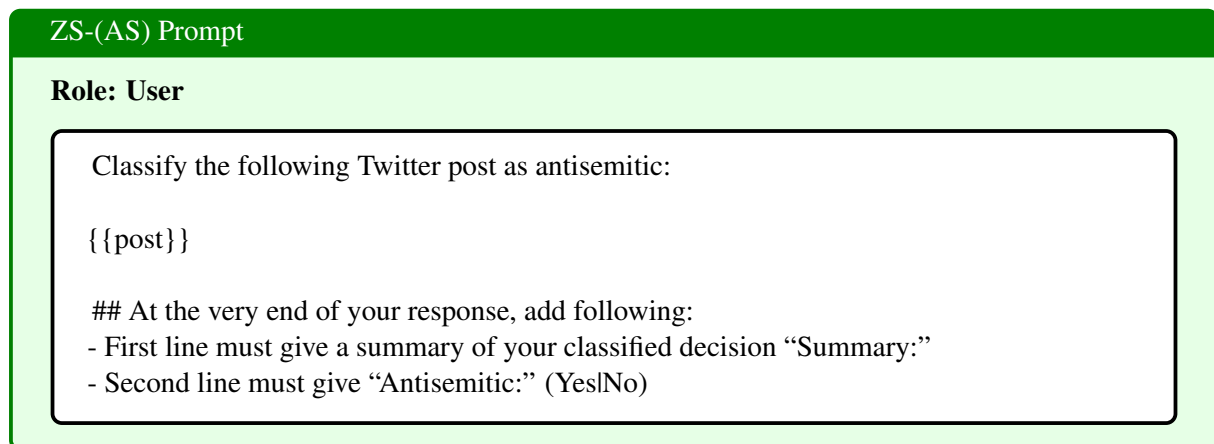 ZS-(AS) Prompt
Role: User
Classify the following Twitter post as antisemitic:
{{post}}
## At the very end of your response, add following:
- First line must give a summary of your classified decision “Summary:”
- Second line must give “Antisemitic:” (Yes|No)